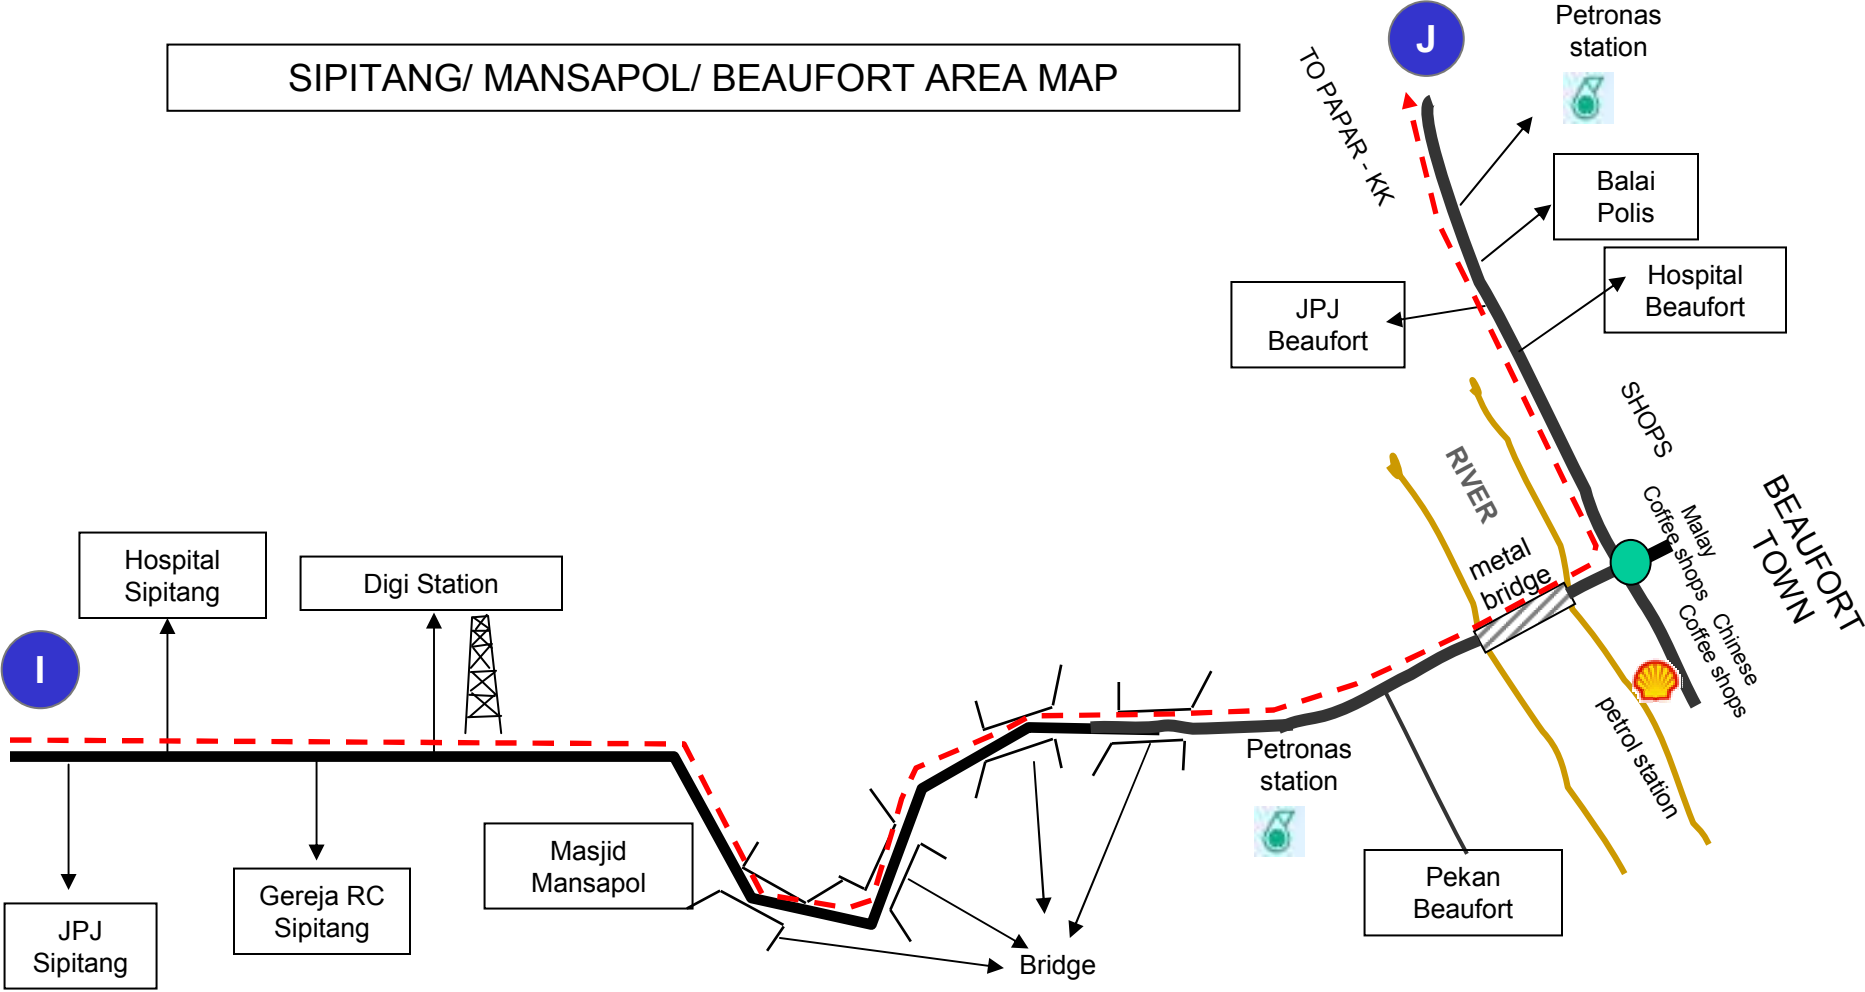 SIPITANG/ MANSAPOL/ BEAUFORT AREA MAP
J
Petronas
station
TO PAPAR - KK
Balai
Polis
Hospital
Beaufort
JPJ
Beaufort
SHOPS
RIVER
metal
bridge
Malay
Coffee shops
BEAUFORT
TOWN
Chinese
Coffee shops
petrol station
Hospital
Sipitang
Digi Station
I
Petronas
station
Masjid
Mansapol
Pekan
Beaufort
Gereja RC
Sipitang
JPJ
Sipitang
Bridge